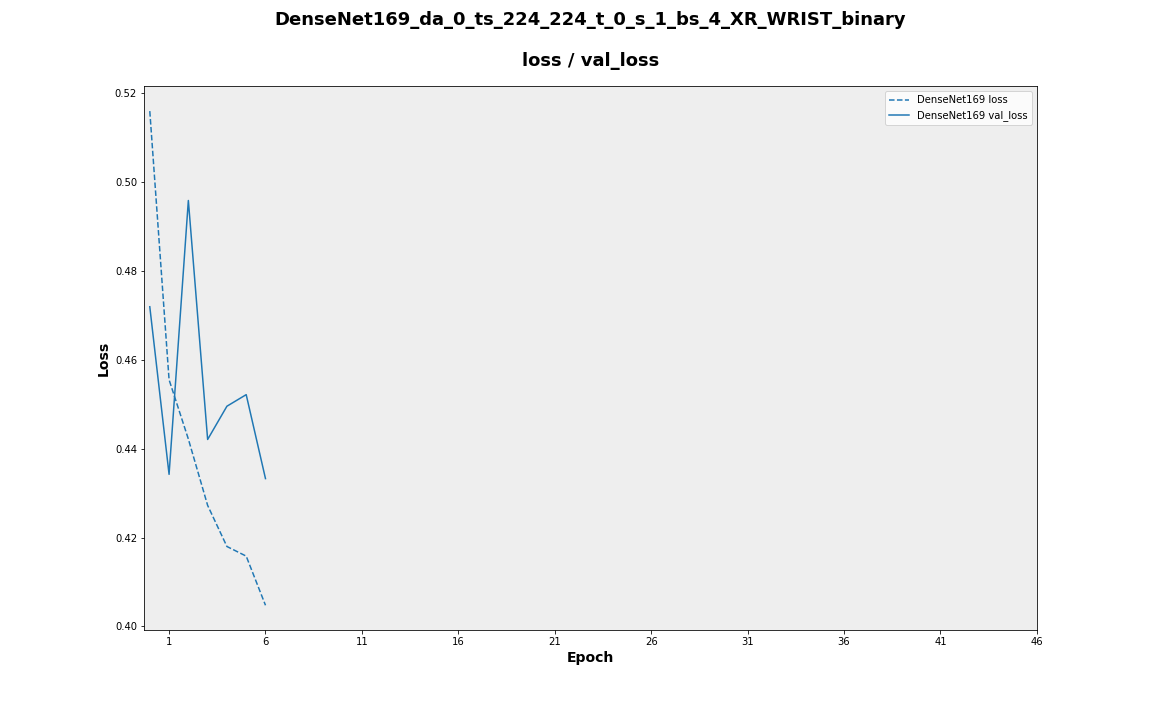 DenseNet169_da_0_ts_224_224_t_0_s_1_bs_4_XR_WRIST_binary
loss / val_loss
DenseNet169 loss
DenseNet169 val_loss
0.52
0.50
0.48
0.46
0.44
0.42
0.40
Loss
1 6 11 16 21 26 31 36 41 46
Epoch